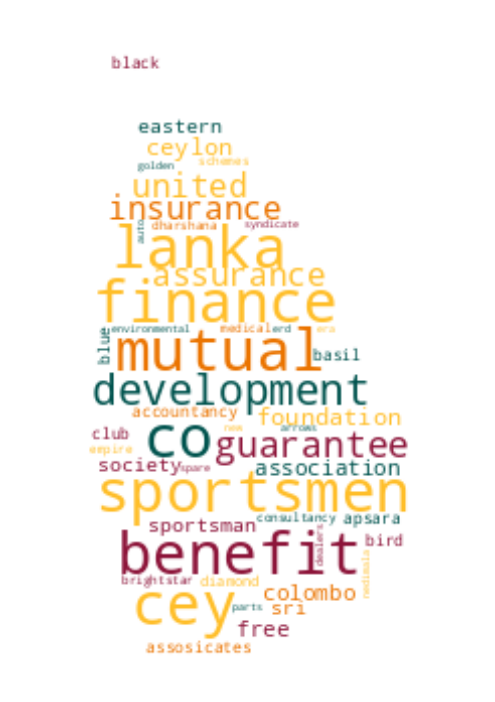 black
eastern
ceylon
golden schemes
united
insurance
auto dharshana syndicate
lanka
assurance
finance
environmental medical erd era
blue mutual basil
development
accountancy foundation
new arrows
club co guarantee
empire
society spare association
sportsmen
consultancy apsara
sportsman
dealers bird
benefit
nedimala
brightstar diamond
cey colombo
parts sri
free
assosicates